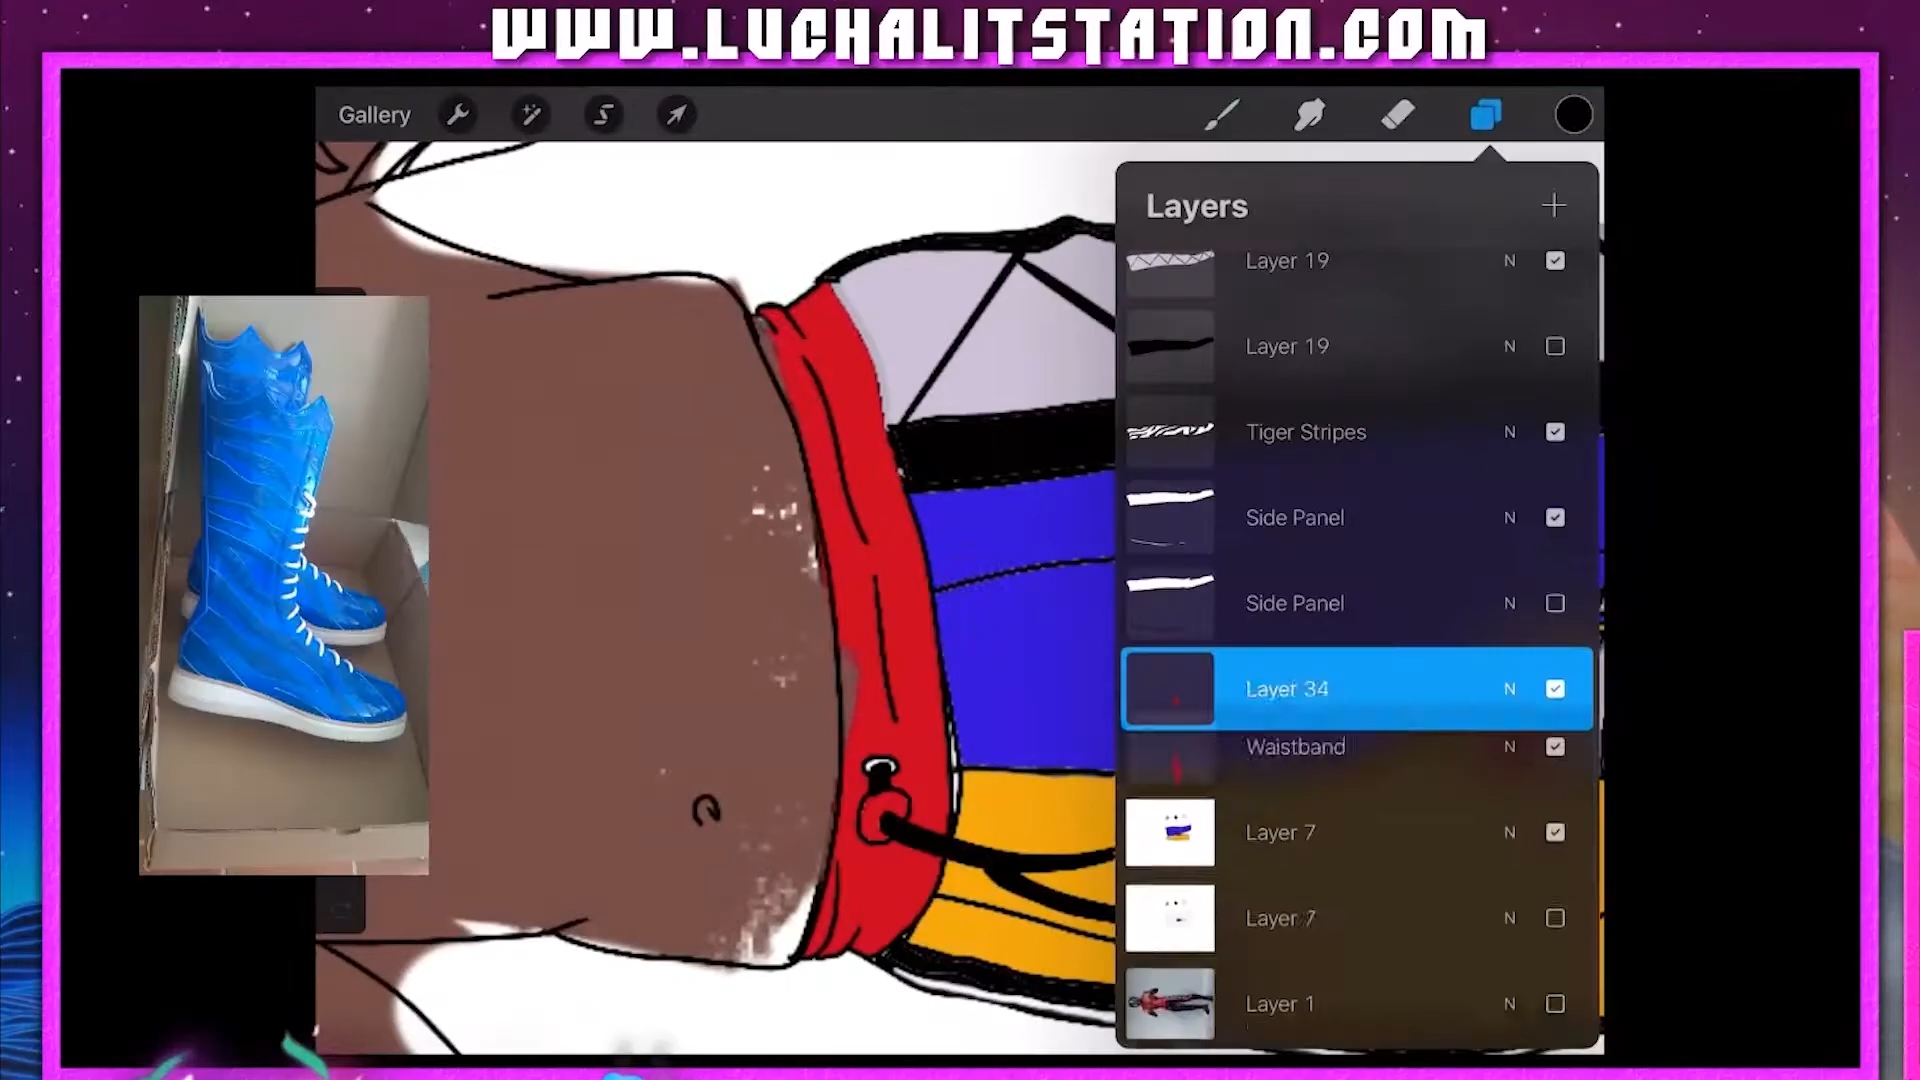 WWW.LUCHALITSTATION.COM
Gallery
Layers
Layer 19 N
Layer 19 N
Tiger Stripes N
Side Panel N
Side Panel N
Layer 34 N
Waistband N
Layer 7 N
Layer 7 N
Layer 1 N